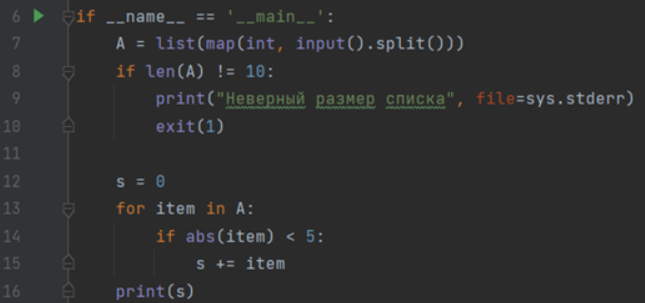 6 if __name__ == '__main__':
7 A = list(map(int, input().split()))
8 if len(A) != 10:
9 print("Неверный размер списка", file=sys.stderr)
10 exit(1)
11
12 s = 0
13 for item in A:
14 if abs(item) < 5:
15 s += item
16 print(s)